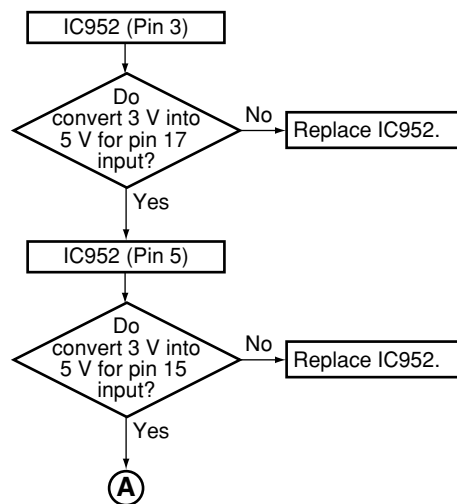 IC952 (Pin 3)
Do
convert 3 V into
5 V for pin 17
input?
No
Replace IC952.
Yes
IC952 (Pin 5)
Do
convert 3 V into
5 V for pin 15
input?
No
Replace IC952.
Yes
A